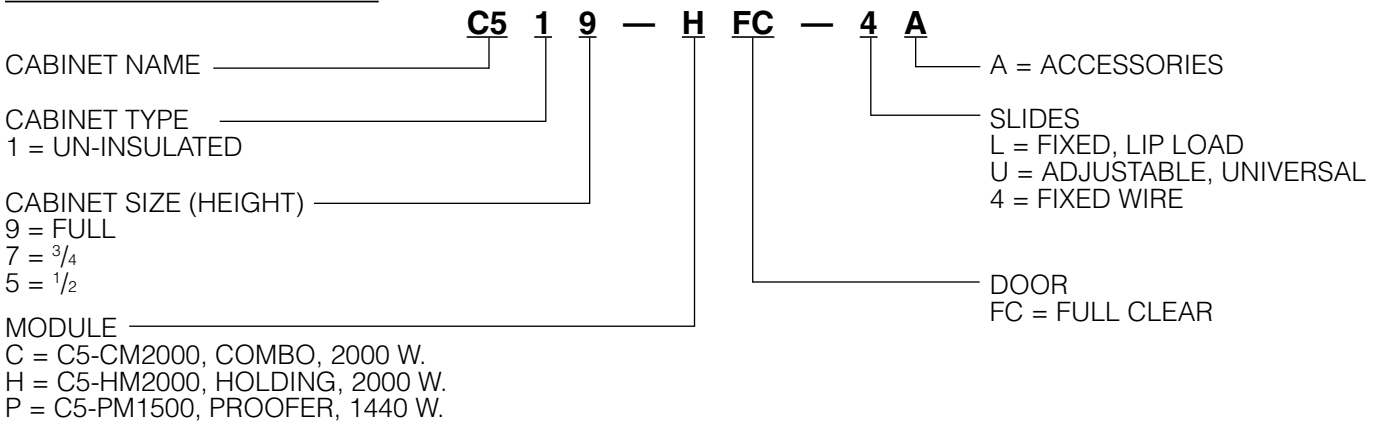 C5 1 9 — H FC — 4 A
CABINET NAME
CABINET TYPE
1 = UN-INSULATED
CABINET SIZE (HEIGHT)
9 = FULL
7 = 3/4
5 = 1/2
MODULE
C = C5-CM2000, COMBO, 2000 W.
H = C5-HM2000, HOLDING, 2000 W.
P = C5-PM1500, PROOFER, 1440 W.
A = ACCESSORIES
SLIDES
L = FIXED, LIP LOAD
U = ADJUSTABLE, UNIVERSAL
4 = FIXED WIRE
DOOR
FC = FULL CLEAR